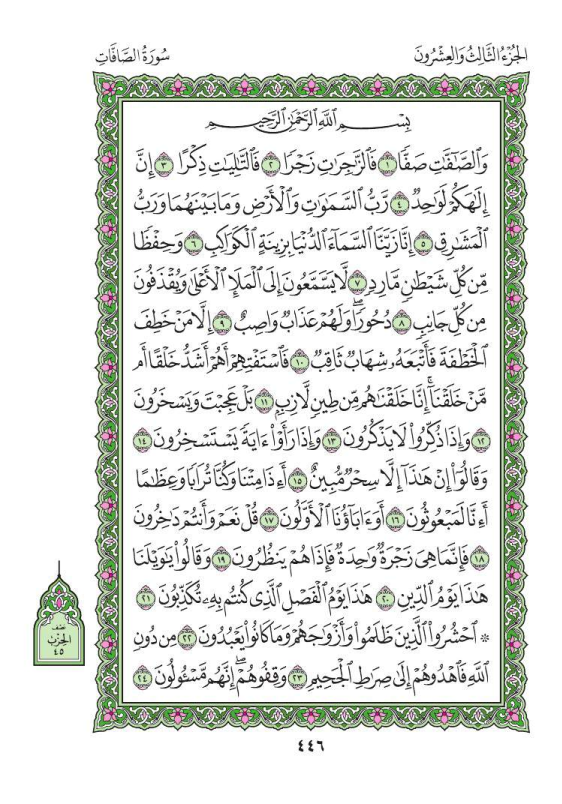 الجُزْءُ الثَّالِثُ وَالعِشْرُونَ
سُورَةُ الصَّافَّاتِ
بِسْمِ ٱللَّهِ ٱلرَّحْمَٰنِ ٱلرَّحِيمِ
وَٱلصَّٰٓفَّٰتِ صَفًّا ١ فَٱلزَّٰجِرَٰتِ زَجْرًا ٢ فَٱلتَّٰلِيَٰتِ ذِكْرًا ٣ إِنَّ
إِلَٰهَكُمْ لَوَٰحِدٌ ٤ رَّبُّ ٱلسَّمَٰوَٰتِ وَٱلْأَرْضِ وَمَا بَيْنَهُمَا وَرَبُّ
ٱلْمَشَٰرِقِ ٥ إِنَّا زَيَّنَّا ٱلسَّمَآءَ ٱلدُّنْيَا بِزِينَةٍ ٱلْكَوَاكِبِ ٦ وَحِفْظًا
مِّن كُلِّ شَيْطَٰنٍ مَّارِدٍ ٧ لَّا يَسَّمَّعُونَ إِلَى ٱلْمَلَإِ ٱلْأَعْلَىٰ وَيُقْذَفُونَ
مِن كُلِّ جَانِبٍ ٨ دُحُورًا ۖ وَلَهُمْ عَذَابٌ وَاصِبٌ ٩ إِلَّا مَنْ خَطِفَ
ٱلْخَطْفَةَ فَأَتْبَعَهُۥ شِهَابٌ ثَاقِبٌ ١٠ فَٱسْتَفْتِهِمْ أَهُمْ أَشَدُّ خَلْقًا أَم
مَّنْ خَلَقْنَآ ۚ إِنَّا خَلَقْنَٰهُم مِّن طِينٍ لَّازِبٍۭ ١١ بَلْ عَجِبْتَ وَيَسْخَرُونَ
١٢ وَإِذَا ذُكِّرُوا۟ لَا يَذْكُرُونَ ١٣ وَإِذَا رَأَوْا۟ ءَايَةً يَسْتَسْخِرُونَ ١٤
وَقَالُوٓا۟ إِنْ هَٰذَآ إِلَّا سِحْرٌ مُّبِينٌ ١٥ أَءِذَا مِتْنَا وَكُنَّا تُرَابًا وَعِظَٰمًا
أَءِنَّا لَمَبْعُوثُونَ ١٦ أَوَءَابَآؤُنَا ٱلْأَوَّلُونَ ١٧ قُلْ نَعَمْ وَأَنتُمْ دَٰخِرُونَ
١٨ فَإِنَّمَا هِىَ زَجْرَةٌ وَٰحِدَةٌ فَإِذَا هُمْ يَنظُرُونَ ١٩ وَقَالُوا۟ يَٰوَيْلَنَا
هَٰذَا يَوْمُ ٱلدِّينِ ٢٠ هَٰذَا يَوْمُ ٱلْفَصْلِ ٱلَّذِى كُنتُم بِهِۦ تُكَذِّبُونَ ٢١
۞ ٱحْشُرُوا۟ ٱلَّذِينَ ظَلَمُوا۟ وَأَزْوَٰجَهُمْ وَمَا كَانُوا۟ يَعْبُدُونَ ٢٢ مِن دُونِ
ٱللَّهِ فَٱهْدُوهُمْ إِلَىٰ صِرَٰطِ ٱلْجَحِيمِ ٢٣ وَقِفُوهُمْ ۖ إِنَّهُم مَّسْـُٔولُونَ ٢٤
نصف
الحزب
٤٥
٤٤٦